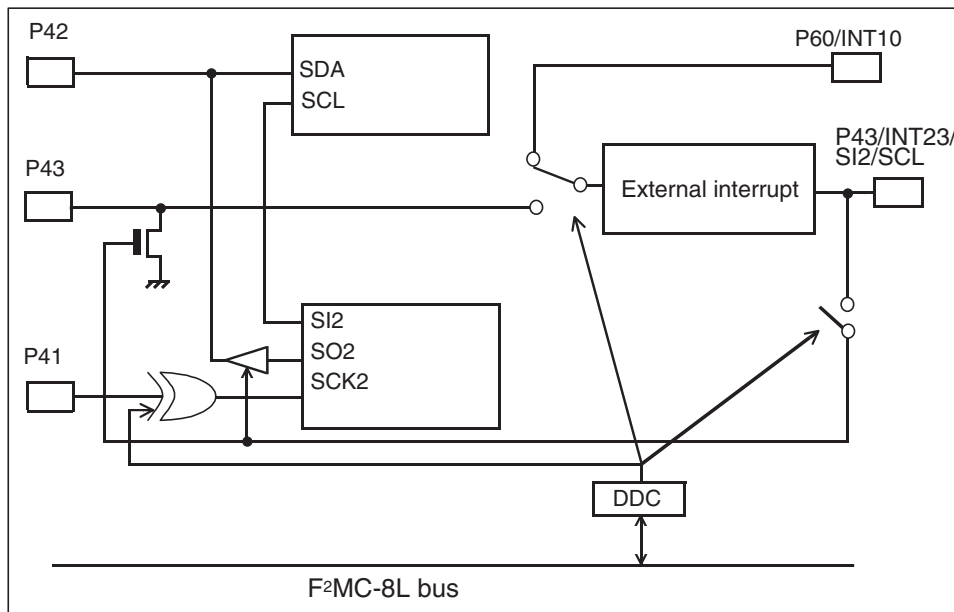 P42
P60/INT10
SDA
SCL
P43/INT23/
SI2/SCL
P43
External interrupt
SI2
SO2
SCK2
P41
DDC
F²MC-8L bus